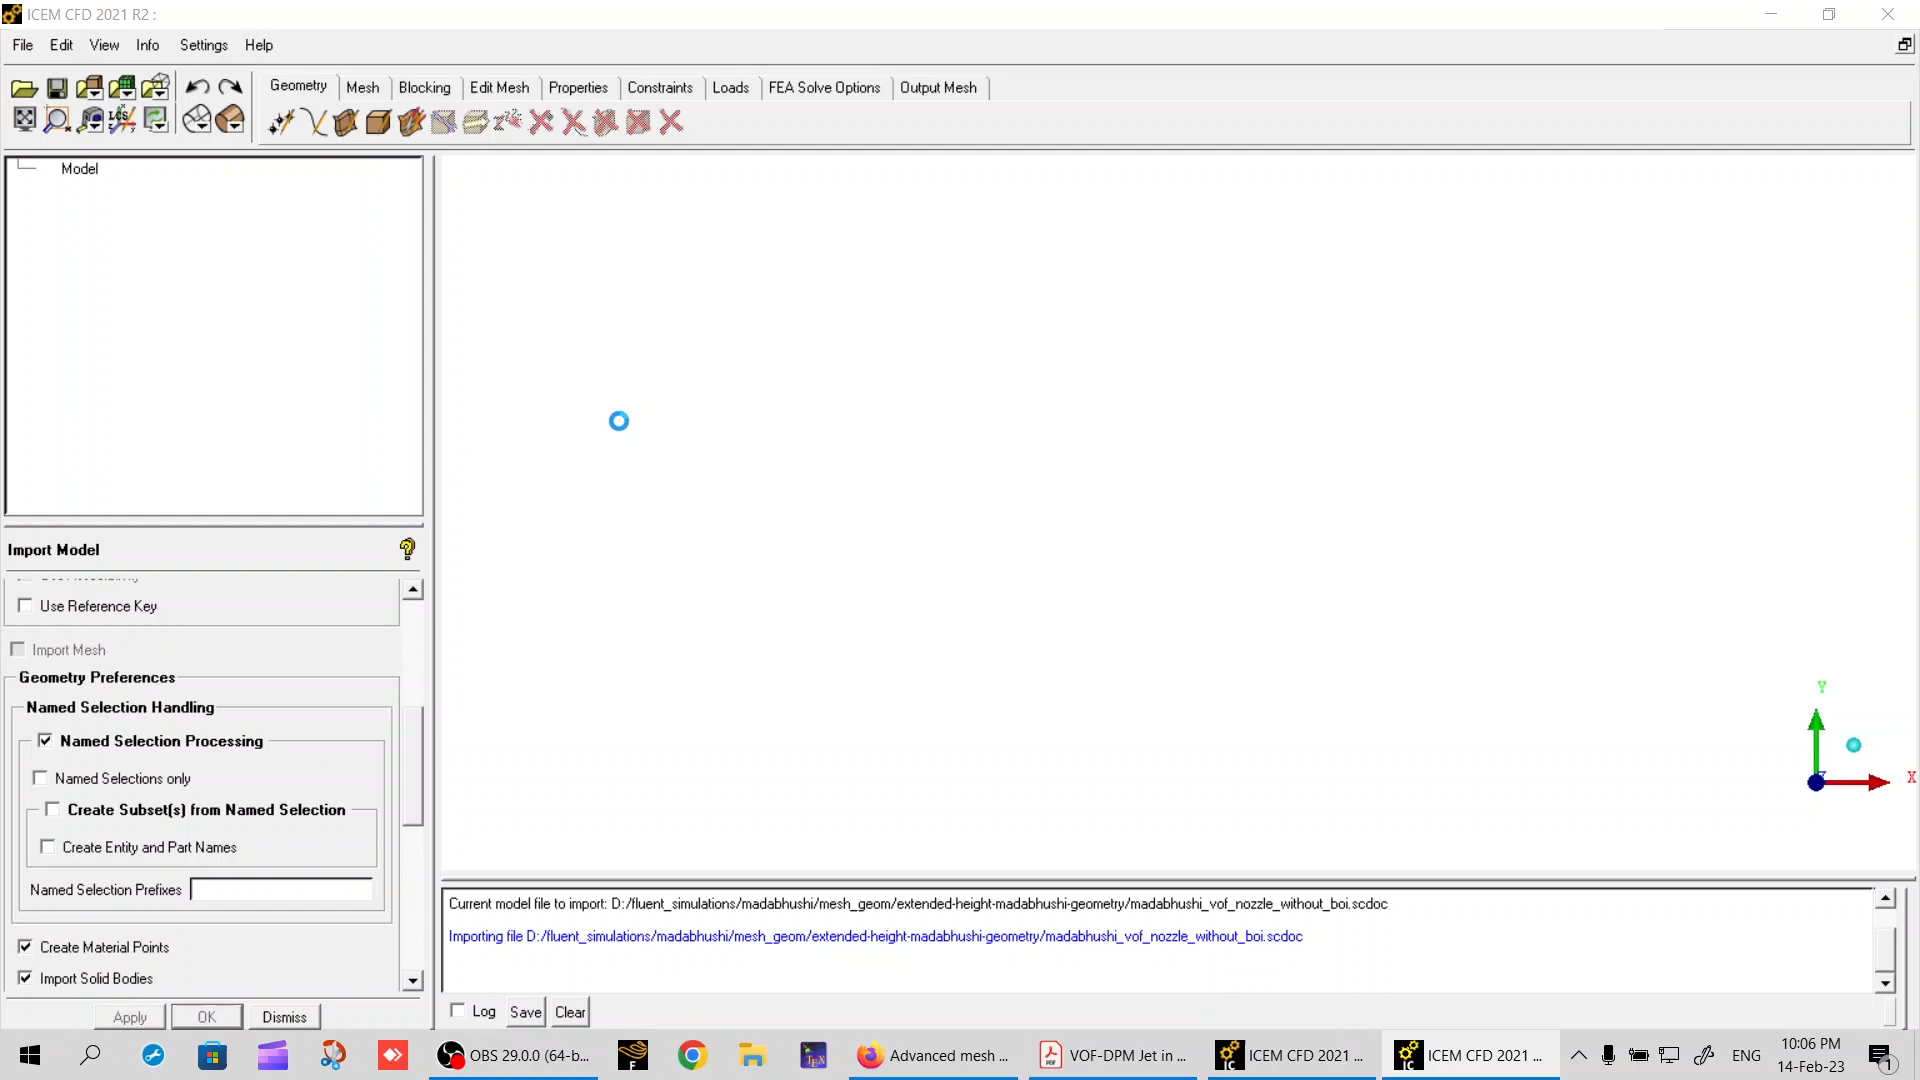 ICEM CFD 2021 R2 :
File Edit View Info Settings Help
Geometry Mesh Blocking Edit Mesh Properties Constraints Loads FEA Solve Options Output Mesh
LCS
Model
Import Model
Use Reference Key
Import Mesh
Geometry Preferences
Named Selection Handling
Named Selection Processing
Named Selections only
Create Subset(s) from Named Selection
Create Entity and Part Names
Named Selection Prefixes
Create Material Points
Import Solid Bodies
Apply OK Dismiss
Y
X
Current model file to import: D:/fluent_simulations/madabhushi/mesh_geom/extended-height-madabhushi-geometry/madabhushi_vof_nozzle_without_boi.scdoc
Importing file D:/fluent_simulations/madabhushi/mesh_geom/extended-height-madabhushi-geometry/madabhushi_vof_nozzle_without_boi.scdoc
Log Save Clear
OBS 29.0.0 (64-b... Advanced mesh ... VOF-DPM Jet in ... ICEM CFD 2021 ... ICEM CFD 2021 ... ENG
10:06 PM
14-Feb-23
1